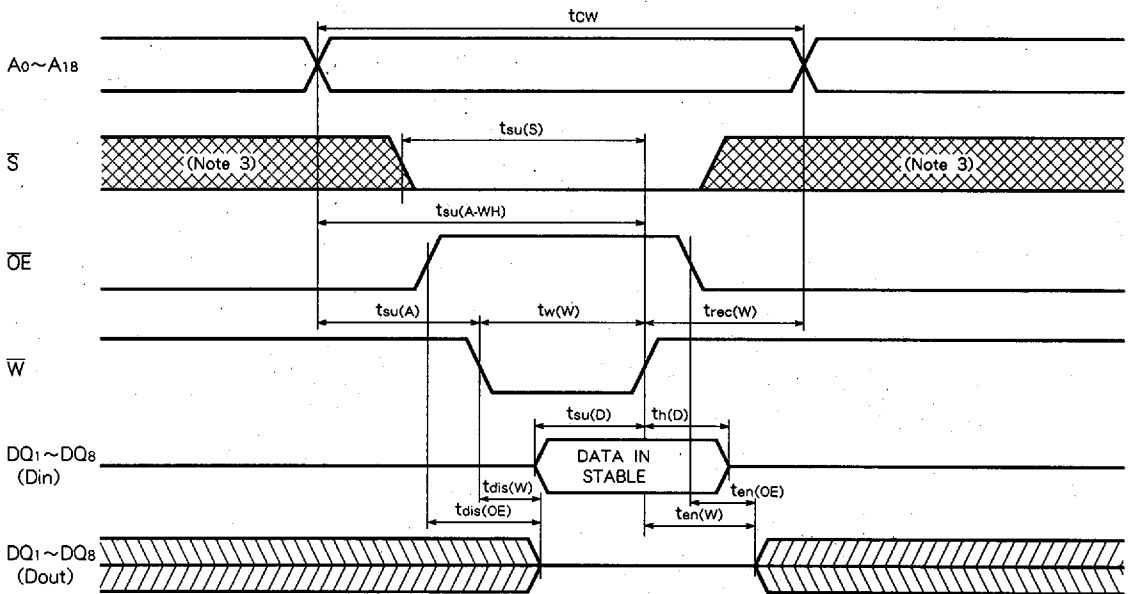 tCW
A0~A18
tsu(S)
S̅
(Note 3)
(Note 3)
tsu(A-WH)
O̅E̅
tsu(A)
tw(W)
trec(W)
W̅
tsu(D)
th(D)
DQ1~DQ8
(Din)
DATA IN
STABLE
tdis(W)
ten(OE)
tdis(OE)
ten(W)
DQ1~DQ8
(Dout)